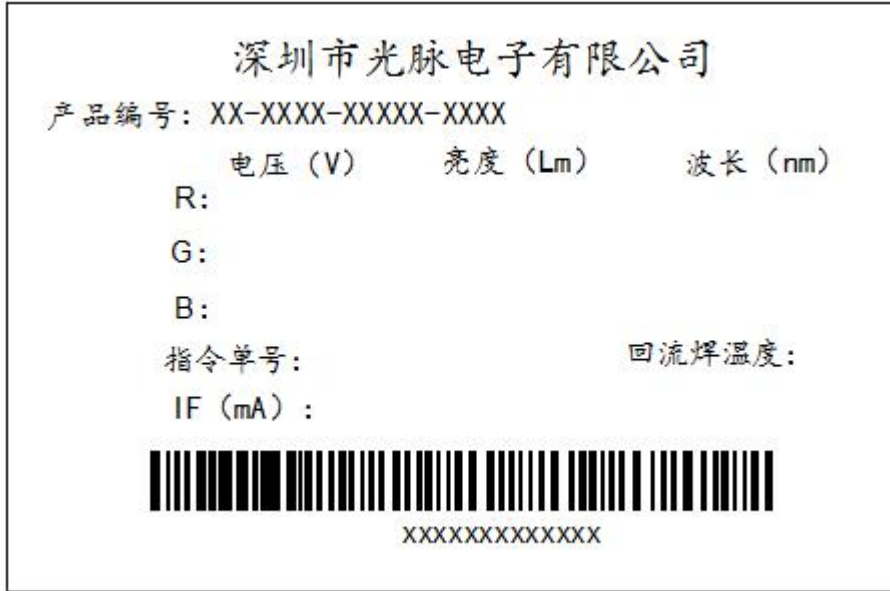 深圳市光脉电子有限公司
产品编号：XX-XXXX-XXXXX-XXXX
电压（V） 亮度（Lm） 波长（nm）
R：
G：
B：
指令单号： 回流焊温度：
IF（mA）：
XXXXXXXXXXXXX